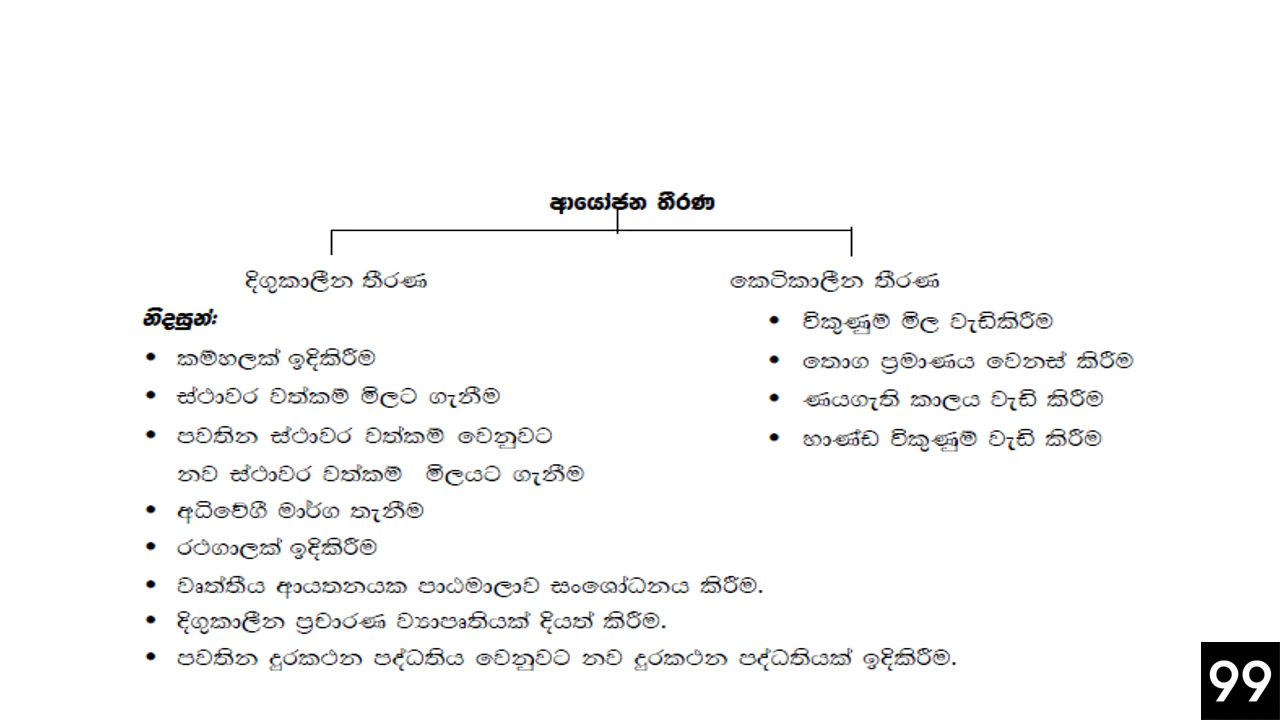 ආයෝජන තීරණ
දිගුකාලීන තීරණ
නිදසුන්:
• කම්හලක් ඉදිකිරීම
• ස්ථාවර වත්කම් මිලට ගැනීම
• පවතින ස්ථාවර වත්කම් වෙනුවට
නව ස්ථාවර වත්කම් මිලයට ගැනීම
• අධිවේගී මාර්ග තැනීම
• රථගාලක් ඉදිකිරීම
• වෘත්තීය ආයතනයක පාඨමාලාව සංශෝධනය කිරීම.
• දිගුකාලීන ප්‍රචාරණ ව්‍යාපෘතියක් දියත් කිරීම.
• පවතින දුරකථන පද්ධතිය වෙනුවට නව දුරකථන පද්ධතියක් ඉදිකිරීම.
කෙටිකාලීන තීරණ
• විකුණුම් මිල වැඩිකිරීම
• තොග ප්‍රමාණය වෙනස් කිරීම
• ණයගැති කාලය වැඩි කිරීම
• භාණ්ඩ විකුණුම් වැඩි කිරීම
99